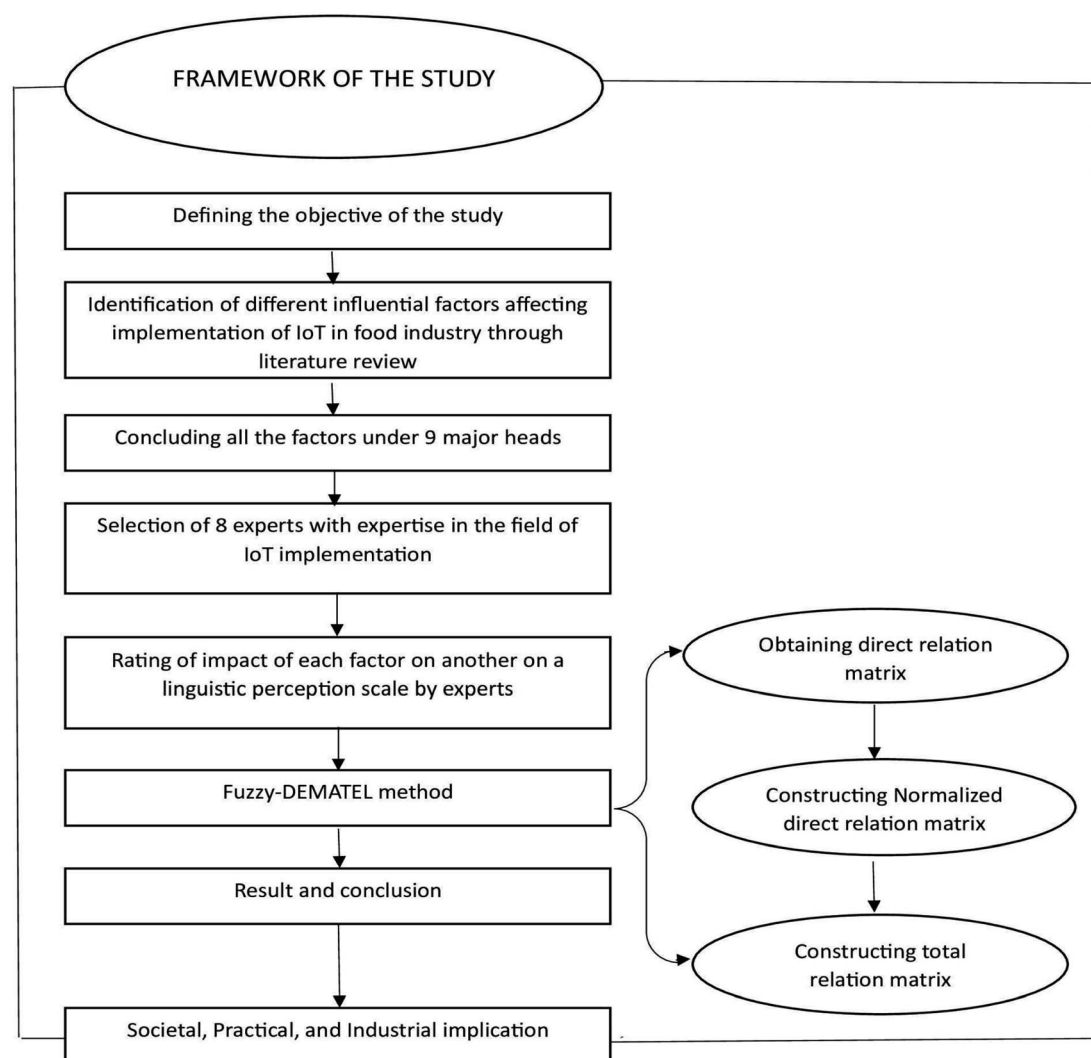 FRAMEWORK OF THE STUDY
Defining the objective of the study
Identification of different influential factors affecting
implementation of IoT in food industry through
literature review
Concluding all the factors under 9 major heads
Selection of 8 experts with expertise in the field of
IoT implementation
Rating of impact of each factor on another on a
linguistic perception scale by experts
Fuzzy-DEMATEL method
Result and conclusion
Societal, Practical, and Industrial implication
Obtaining direct relation
matrix
Constructing Normalized
direct relation matrix
Constructing total
relation matrix